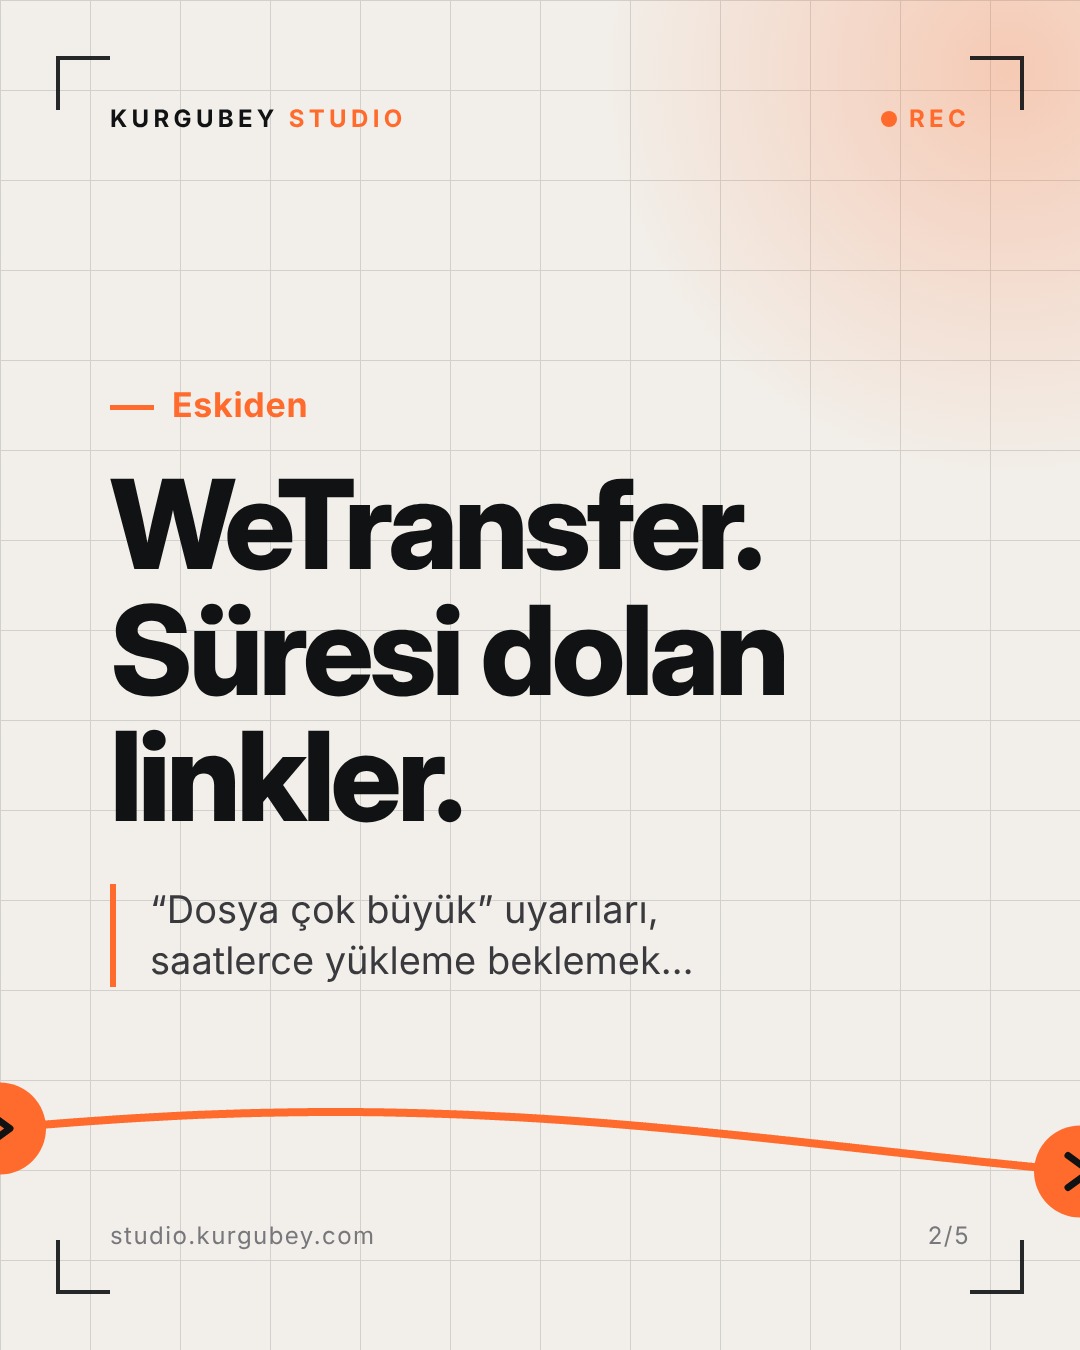 KURGUBEY STUDIO
REC
Eskiden
WeTransfer.
Süresi dolan
linkler.
“Dosya çok büyük” uyarıları,
saatlerce yükleme beklemek...
studio.kurgubey.com
2/5